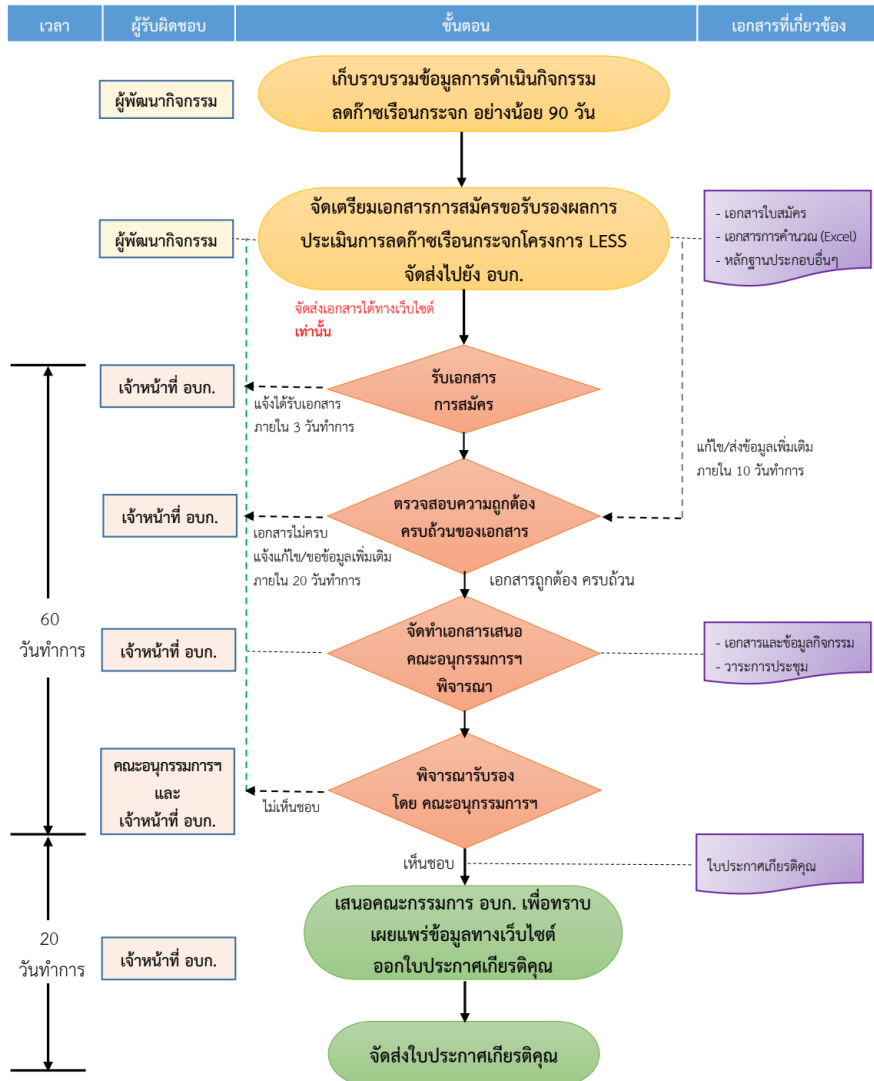 เวลา
ผู้รับผิดชอบ
ขั้นตอน
เอกสารที่เกี่ยวข้อง
ผู้พัฒนากิจกรรม
เก็บรวบรวมข้อมูลการดำเนินกิจกรรม
ลดก๊าซเรือนกระจก อย่างน้อย 90 วัน
ผู้พัฒนากิจกรรม
จัดเตรียมเอกสารการสมัครขอรับรองผลการ
ประเมินการลดก๊าซเรือนกระจกโครงการ LESS
จัดส่งไปยัง อบก.
- เอกสารใบสมัคร
- เอกสารการคำนวณ (Excel)
- หลักฐานประกอบอื่นๆ
จัดส่งเอกสารได้ทางเว็บไซต์
เท่านั้น
เจ้าหน้าที่ อบก.
รับเอกสาร
การสมัคร
แจ้งได้รับเอกสาร
ภายใน 3 วันทำการ
แก้ไข/ส่งข้อมูลเพิ่มเติม
ภายใน 10 วันทำการ
เจ้าหน้าที่ อบก.
ตรวจสอบความถูกต้อง
ครบถ้วนของเอกสาร
เอกสารไม่ครบ
แจ้งแก้ไข/ขอข้อมูลเพิ่มเติม
ภายใน 20 วันทำการ
เอกสารถูกต้อง ครบถ้วน
60
วันทำการ
เจ้าหน้าที่ อบก.
จัดทำเอกสารเสนอ
คณะอนุกรรมการฯ
พิจารณา
- เอกสารและข้อมูลกิจกรรม
- วาระการประชุม
คณะอนุกรรมการฯ
และ
เจ้าหน้าที่ อบก.
พิจารณารับรอง
โดย คณะอนุกรรมการฯ
ไม่เห็นชอบ
เห็นชอบ
ใบประกาศเกียรติคุณ
20
วันทำการ
เจ้าหน้าที่ อบก.
เสนอคณะกรรมการ อบก. เพื่อทราบ
เผยแพร่ข้อมูลทางเว็บไซต์
ออกใบประกาศเกียรติคุณ
จัดส่งใบประกาศเกียรติคุณ